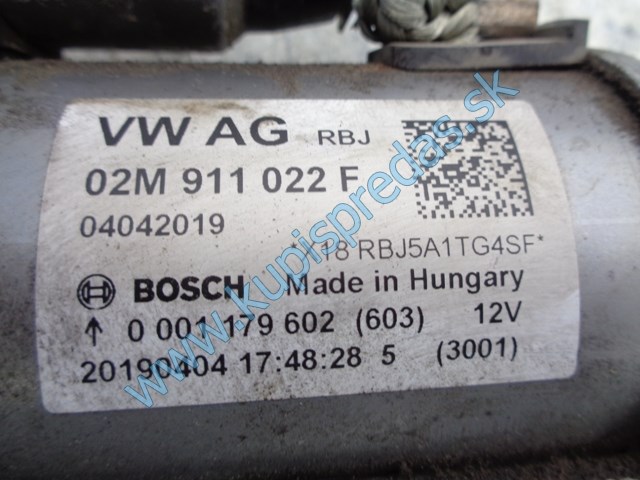 VW AG RBJ
02M 911 022 F
04042019
*X18 RBJ5A1TG4SF*
BOSCH Made in Hungary
↑ 0 001 179 602 (603) 12V
20190404 17:48:28 5 (3001)
www.kupispredas.sk